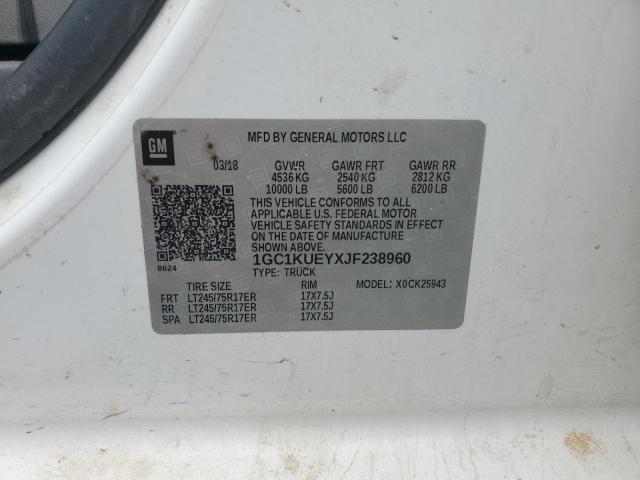 MFD BY GENERAL MOTORS LLC
GM
03/18 GVWR GAWR FRT GAWR RR
4536 KG 2540 KG 2812 KG
10000 LB 5600 LB 6200 LB
THIS VEHICLE CONFORMS TO ALL
APPLICABLE U.S. FEDERAL MOTOR
VEHICLE SAFETY STANDARDS IN EFFECT
ON THE DATE OF MANUFACTURE
SHOWN ABOVE.
8624
1GC1KUEYXJF238960
TYPE: TRUCK MODEL: X0CK25943
TIRE SIZE RIM
FRT LT245/75R17ER 17X7.5J
RR LT245/75R17ER 17X7.5J
SPA LT245/75R17ER 17X7.5J